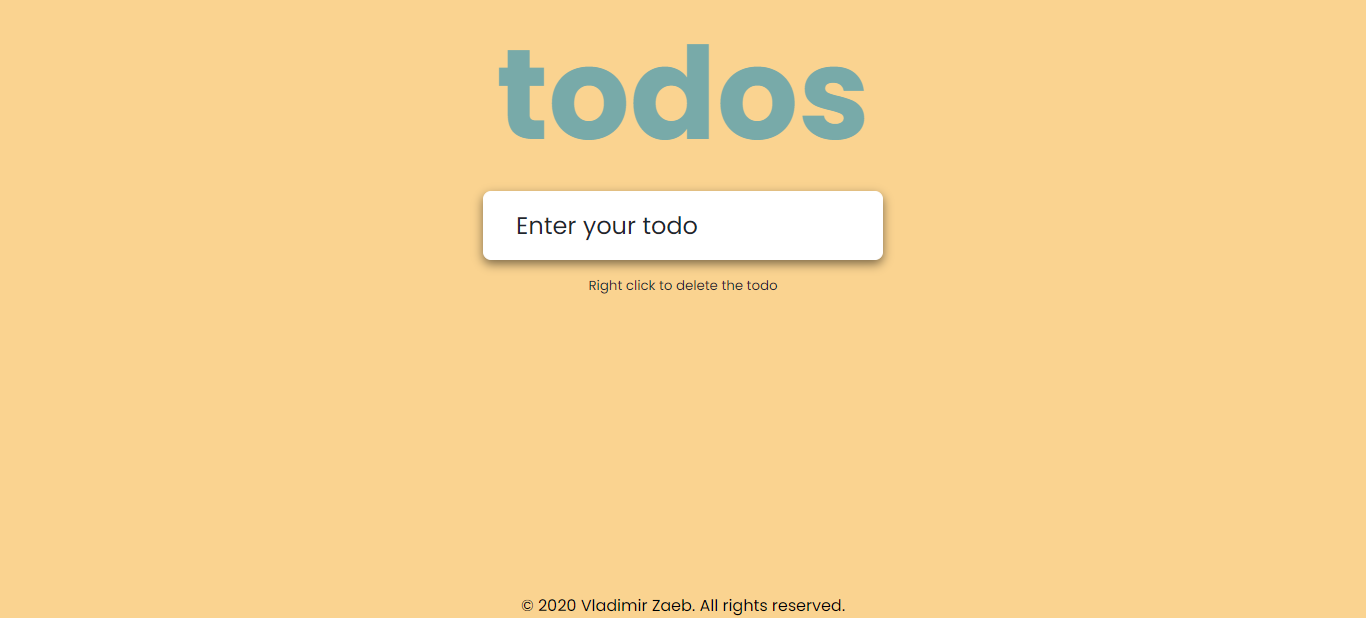 todos
Enter your todo
Right click to delete the todo
© 2020 Vladimir Zaeb. All rights reserved.